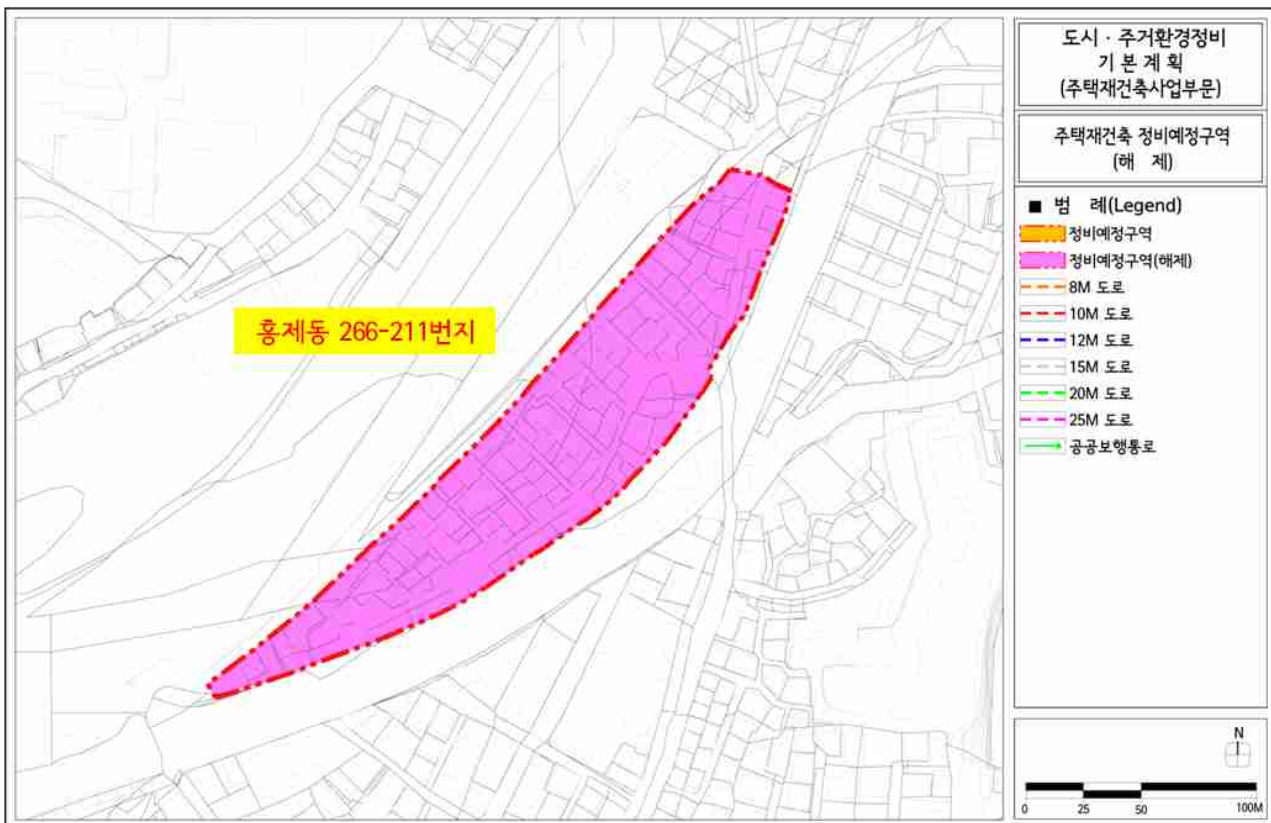 도시 · 주거환경정비
기 본 계 획
(주택재건축사업부문)
주택재건축 정비예정구역
(해 제)
■ 범 례(Legend)
정비예정구역
정비예정구역(해제)
8M 도로
10M 도로
12M 도로
15M 도로
20M 도로
25M 도로
공공보행통로
홍제동 266-211번지
N
0 25 50 100M